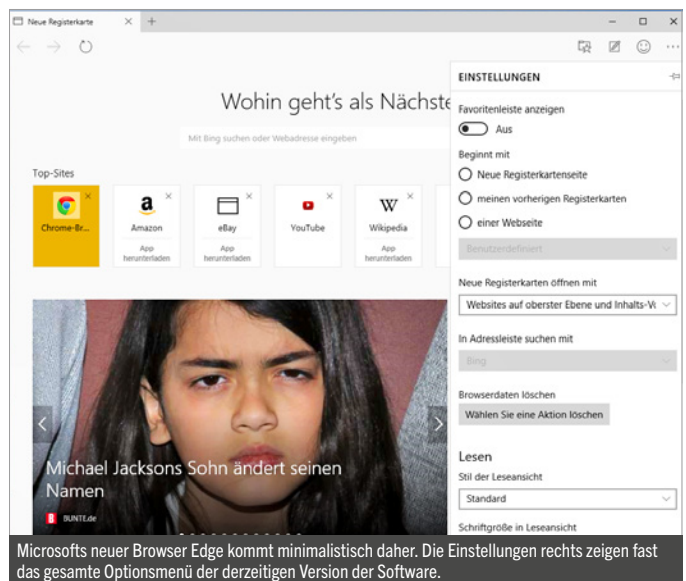 Neue Registerkarte
Wohin geht's als Nächste
Mit Bing suchen oder Webadresse eingeben
Top-Sites
Chrome-Br...
Amazon
App
herunterladen
eBay
App
herunterladen
YouTube
Wikipedia
App
herunterladen
Michael Jacksons Sohn ändert seinen
Namen
BUNTE.de
EINSTELLUNGEN
Favoritenleiste anzeigen
Aus
Beginnt mit
Neue Registerkartenseite
meinen vorherigen Registerkarten
einer Webseite
Benutzerdefiniert
Neue Registerkarten öffnen mit
Websites auf oberster Ebene und Inhalts-Vo
In Adressleiste suchen mit
Bing
Browserdaten löschen
Wählen Sie eine Aktion löschen
Lesen
Stil der Leseansicht
Standard
Schriftgröße in Leseansicht
Microsofts neuer Browser Edge kommt minimalistisch daher. Die Einstellungen rechts zeigen fast
das gesamte Optionsmenü der derzeitigen Version der Software.